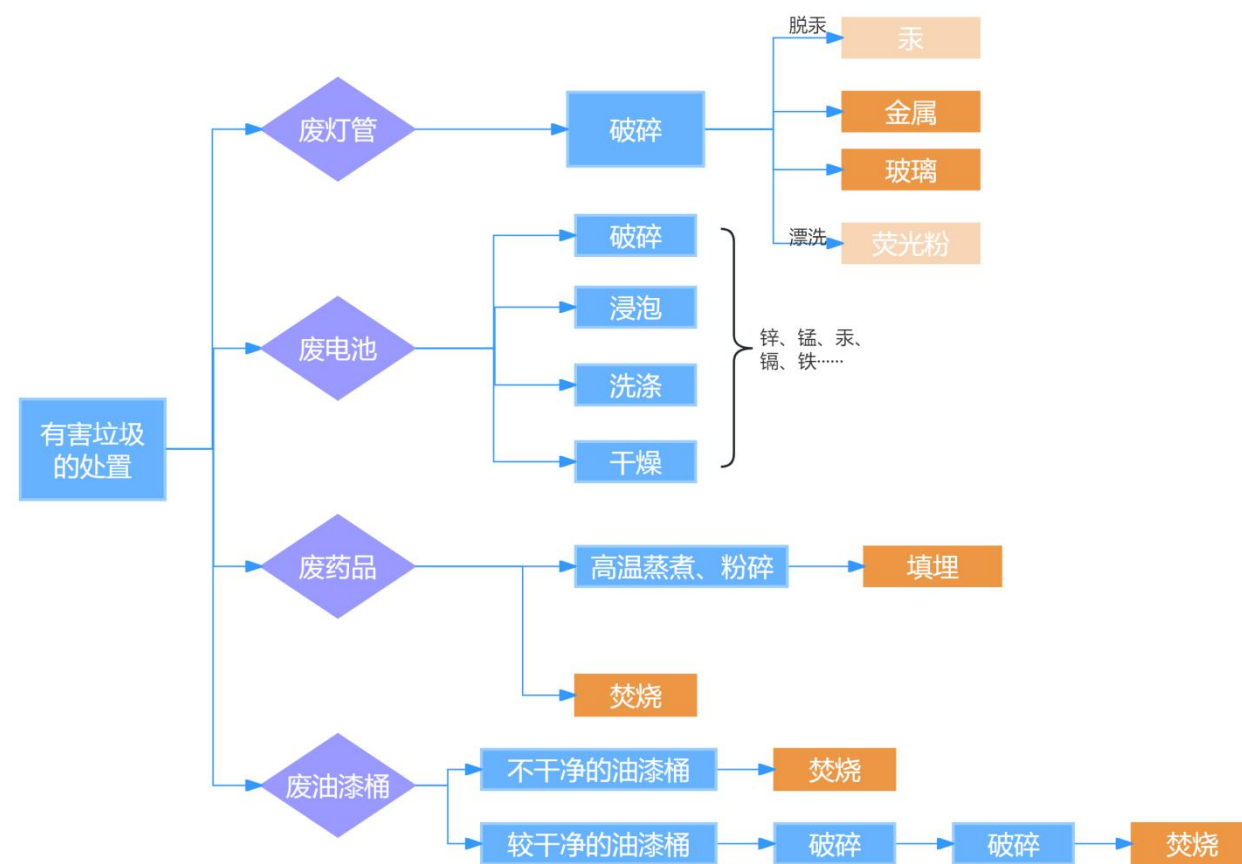 脱汞
汞
废灯管
破碎
金属
玻璃
漂洗
荧光粉
有害垃圾
的处置
废电池
破碎
浸泡
洗涤
干燥
锌、锰、汞、
镉、铁······
废药品
高温蒸煮、粉碎
填埋
焚烧
废油漆桶
不干净的油漆桶
焚烧
较干净的油漆桶
破碎
破碎
焚烧